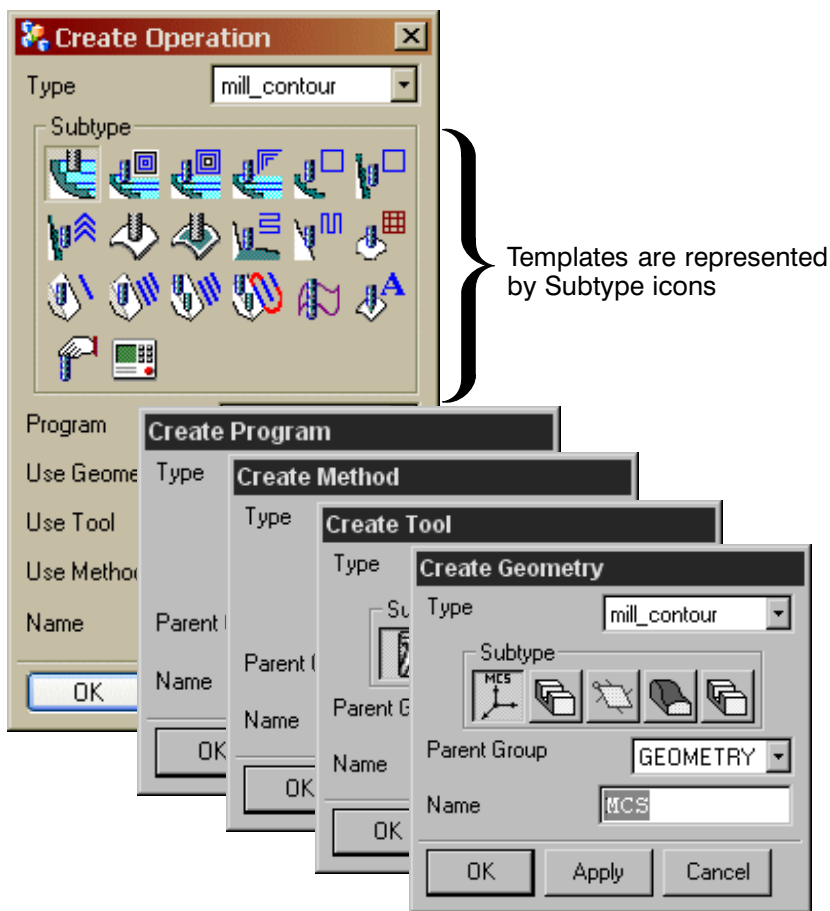 Create Operation
Type
mill_contour
Subtype
A
Templates are represented
by Subtype icons
Program
Use Geome
Use Tool
Use Metho
Name
OK
Create Program
Type
Parent
Name
OK
Create Method
Type
Parent G
Name
OK
Create Tool
Type
Su
Parent G
Name
OK
Create Geometry
Type
mill_contour
Subtype
MCS
Parent Group
GEOMETRY
Name
MCS
OK
Apply
Cancel